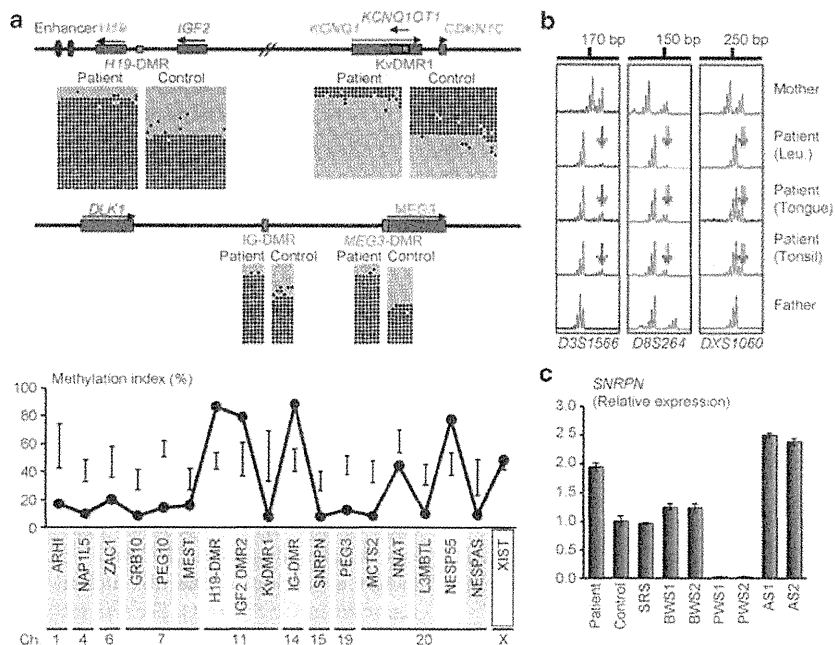 a
Enhancer H19 IGF2 KCNQ1 KCNQ1OT1 CDKN1C
H19-DMR KvDMR1
Patient Control Patient Control
DLK1 MEG3
IG-DMR MEG3-DMR
Patient Control Patient Control
Methylation index (%)
100
80
60
40
20
0
ARHI
NAP1L5
ZAC1
GRB10
PEG10
MEST
H19-DMR
IGF2 DMR2
KvDMR1
IG-DMR
SNRPN
PEG3
MCTS2
NNAT
L3MBTL
NESP55
NESPAS
XIST
Ch. 1 4 6 7 11 14 15 19 20 X
b
170 bp 150 bp 250 bp
Mother
Patient
(Leu.)
Patient
(Tongue)
Patient
(Tonsil)
Father
D3S1566 D8S264 DXS1060
c
SNRPN
(Relative expression)
3.0
2.5
2.0
1.5
1.0
0.5
0.0
Patient
Control
SRS
BWS1
BWS2
PWS1
PWS2
AS1
AS2